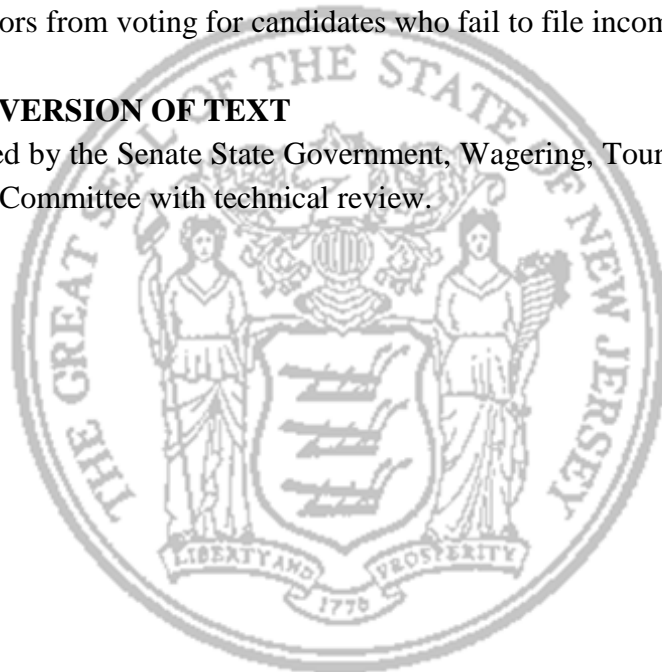 ors from voting for candidates who fail to file incom
VERSION OF TEXT
ed by the Senate State Government, Wagering, Tour
Committee with technical review.
THE GREAT SEAL OF THE STATE OF NEW JERSEY
LIBERTY AND PROSPERITY
1776